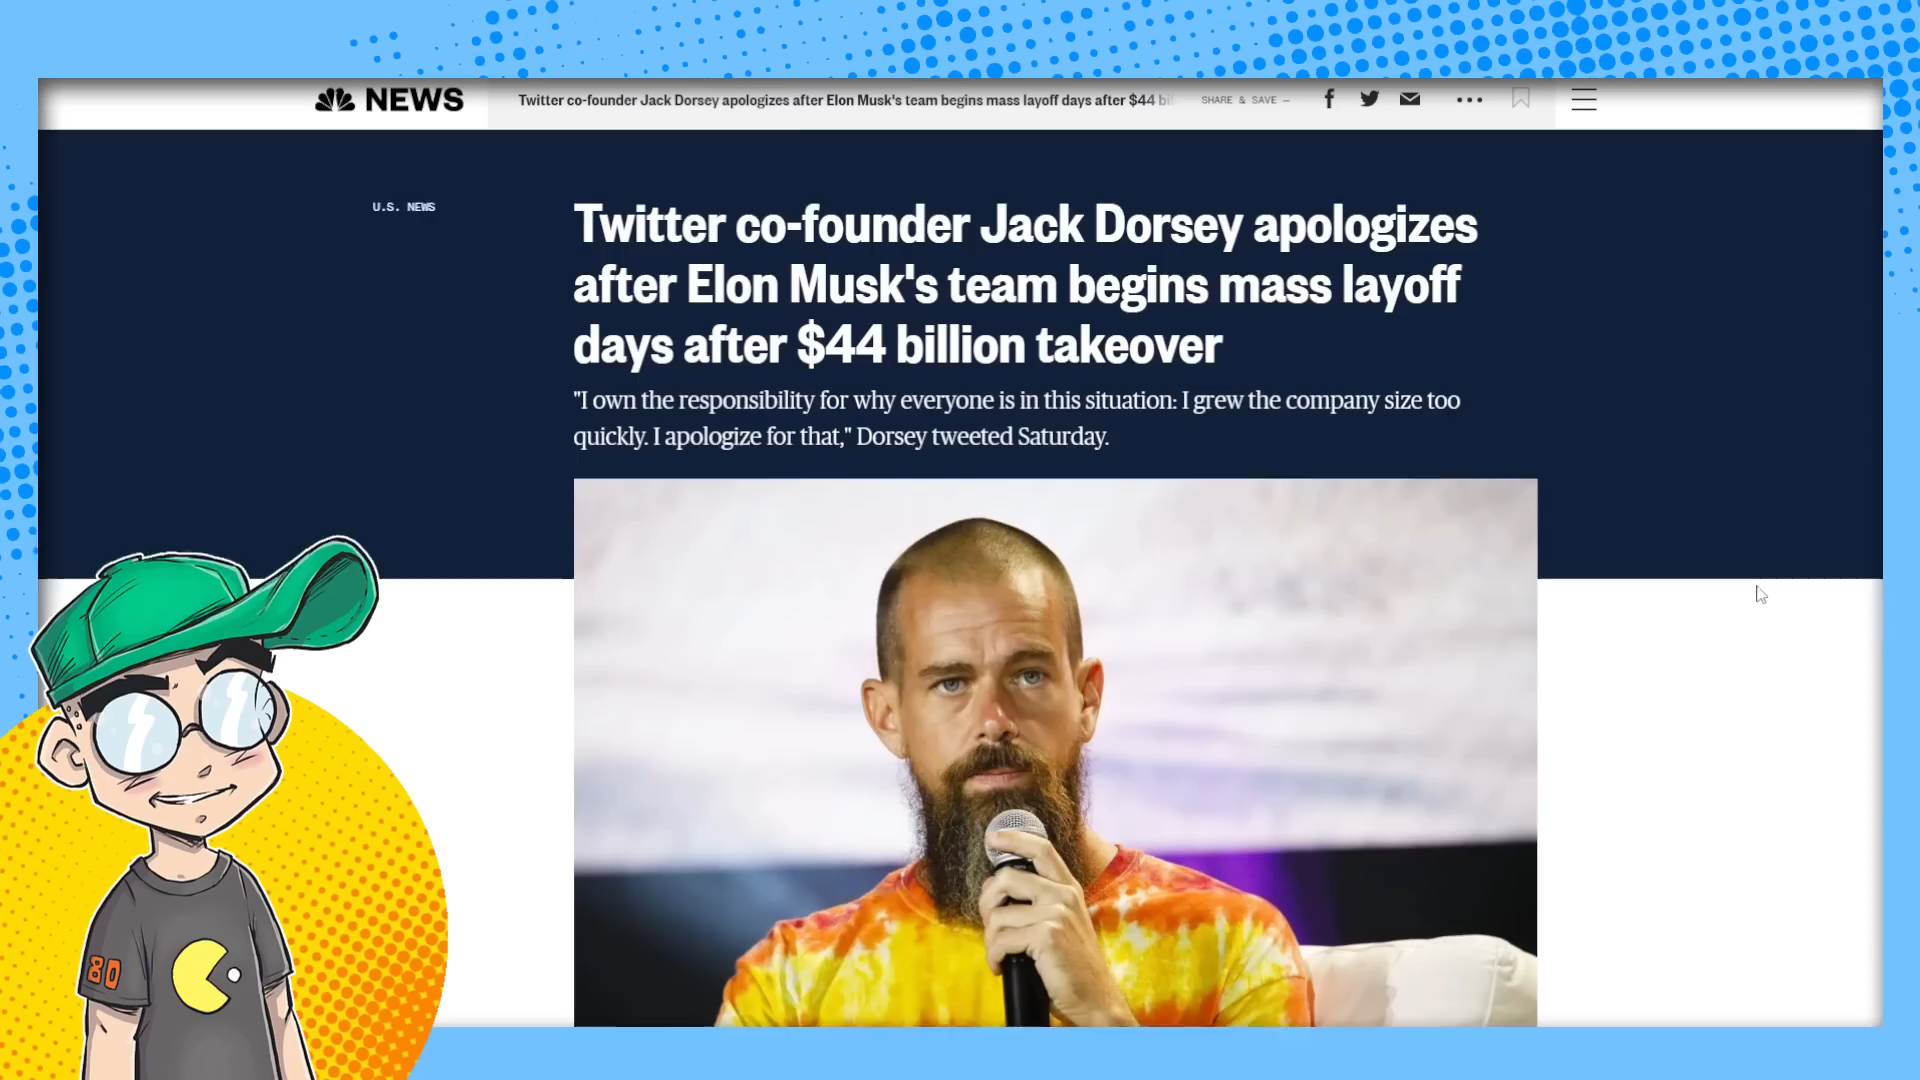 NEWS
Twitter co-founder Jack Dorsey apologizes after Elon Musk's team begins mass layoff days after $44
SHARE & SAVE —
U.S. NEWS
Twitter co-founder Jack Dorsey apologizes
after Elon Musk's team begins mass layoff
days after $44 billion takeover
"I own the responsibility for why everyone is in this situation: I grew the company size too
quickly. I apologize for that," Dorsey tweeted Saturday.
80